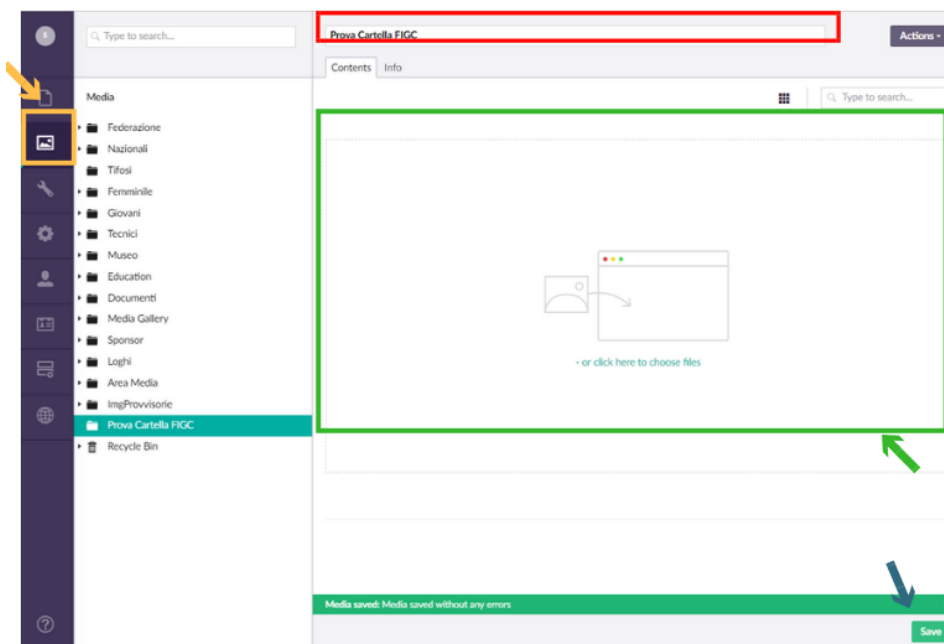 S
Type to search...
Prova Cartella FIGC
Actions
Contents Info
Media
Type to search...
Federazione
Nazionali
Tifosi
Femminile
Giovani
Tecnici
Museo
Education
Documenti
Media Gallery
Sponsor
Loghi
Area Media
ImgProvvisorie
Prova Cartella FIGC
Recycle Bin
- or click here to choose files
Media saved: Media saved without any errors
?
Save